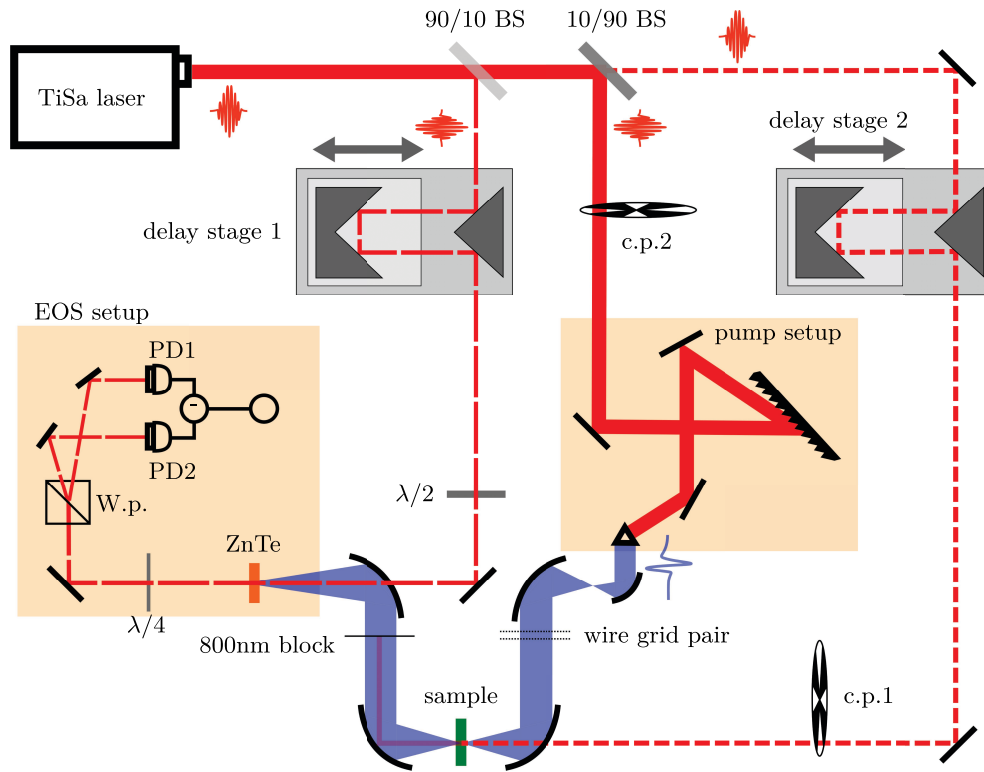 90/10 BS
10/90 BS
TiSa laser
delay stage 2
delay stage 1
c.p.2
EOS setup
pump setup
PD1
-
PD2
λ/2
W.p.
ZnTe
λ/4
800nm block
wire grid pair
sample
c.p.1